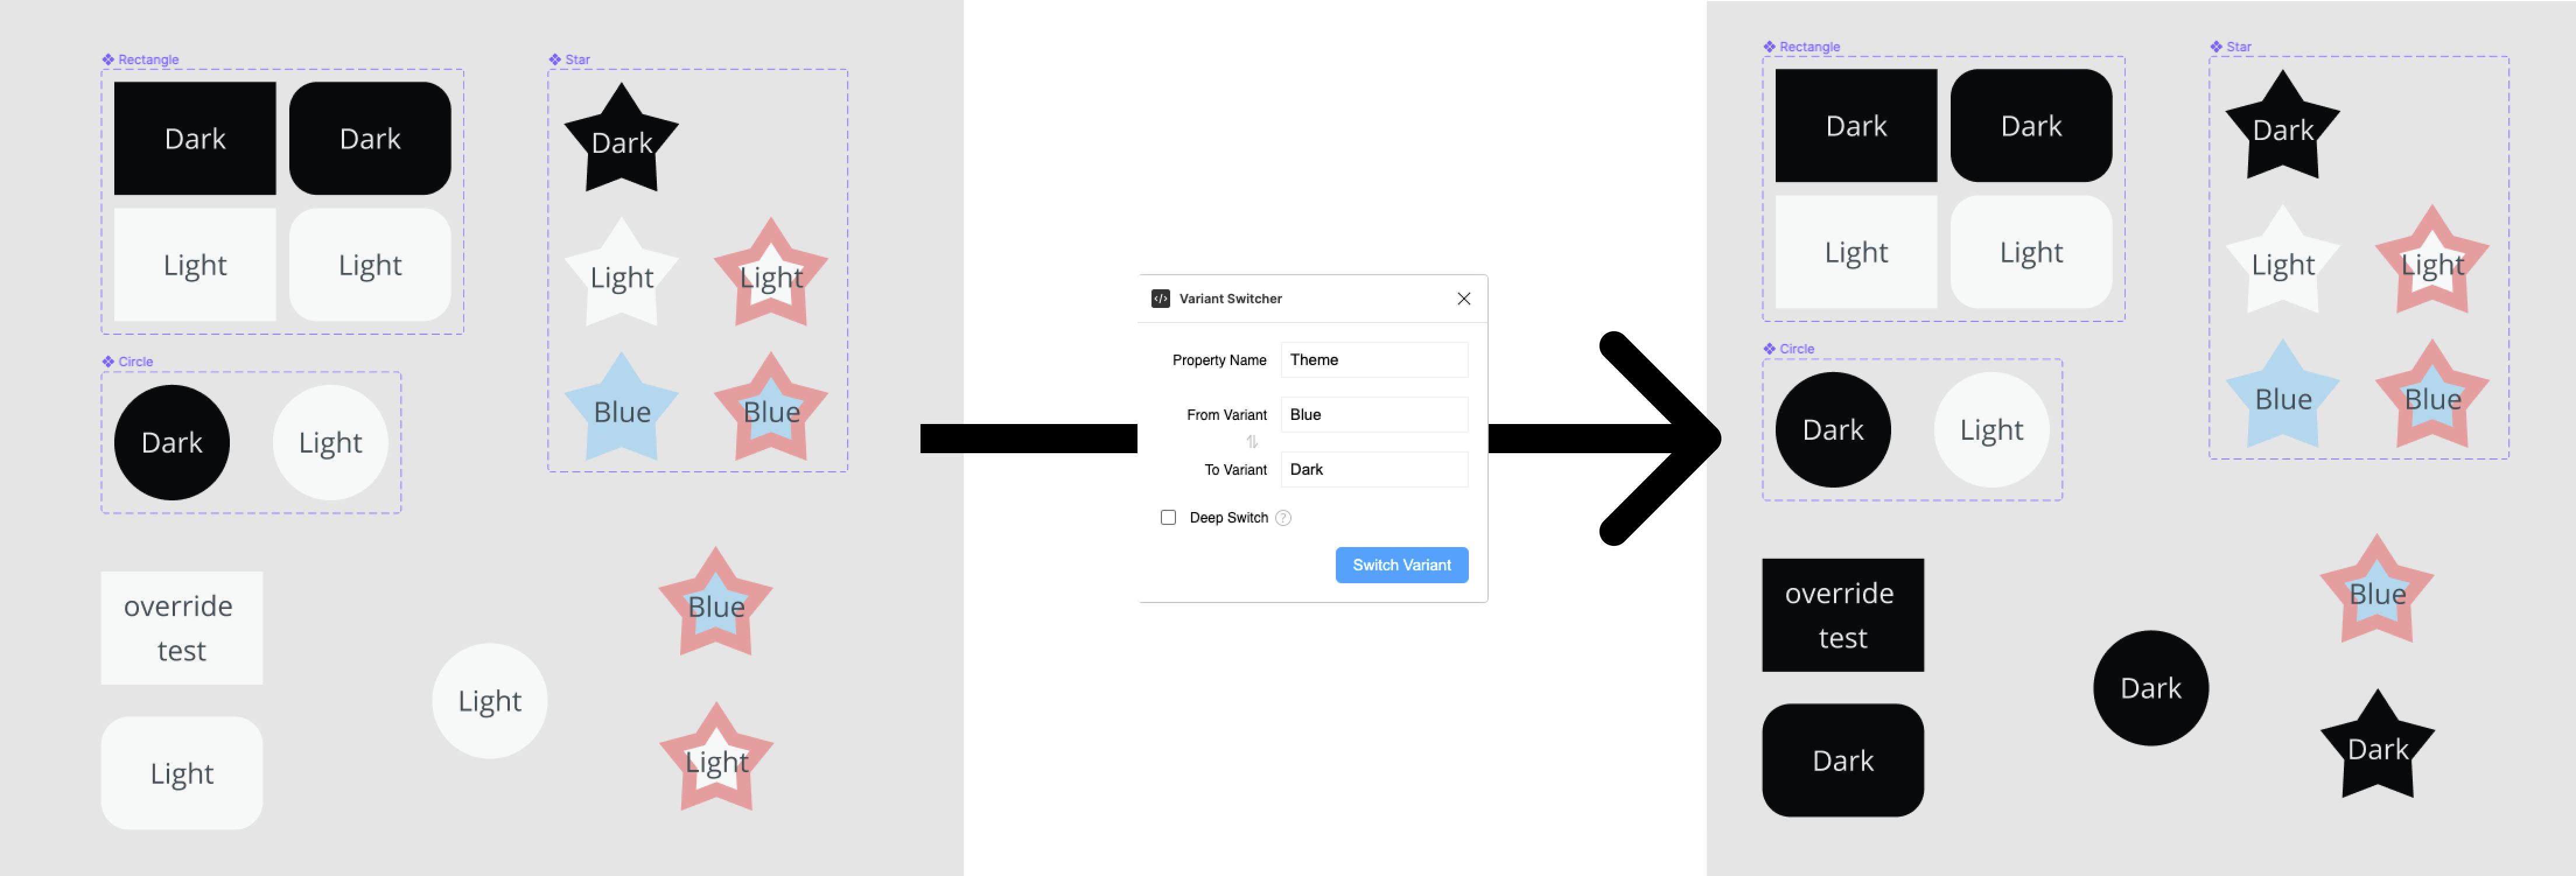 Rectangle
Dark
Dark
Light
Light
Circle
Dark
Light
Star
Dark
Light
Light
Blue
Blue
override
test
Light
Light
Blue
Light
Variant Switcher
Property Name
Theme
From Variant
Blue
To Variant
Dark
Deep Switch ?
Switch Variant
Rectangle
Dark
Dark
Light
Light
Circle
Dark
Light
Star
Dark
Light
Light
Blue
Blue
override
test
Dark
Dark
Blue
Dark